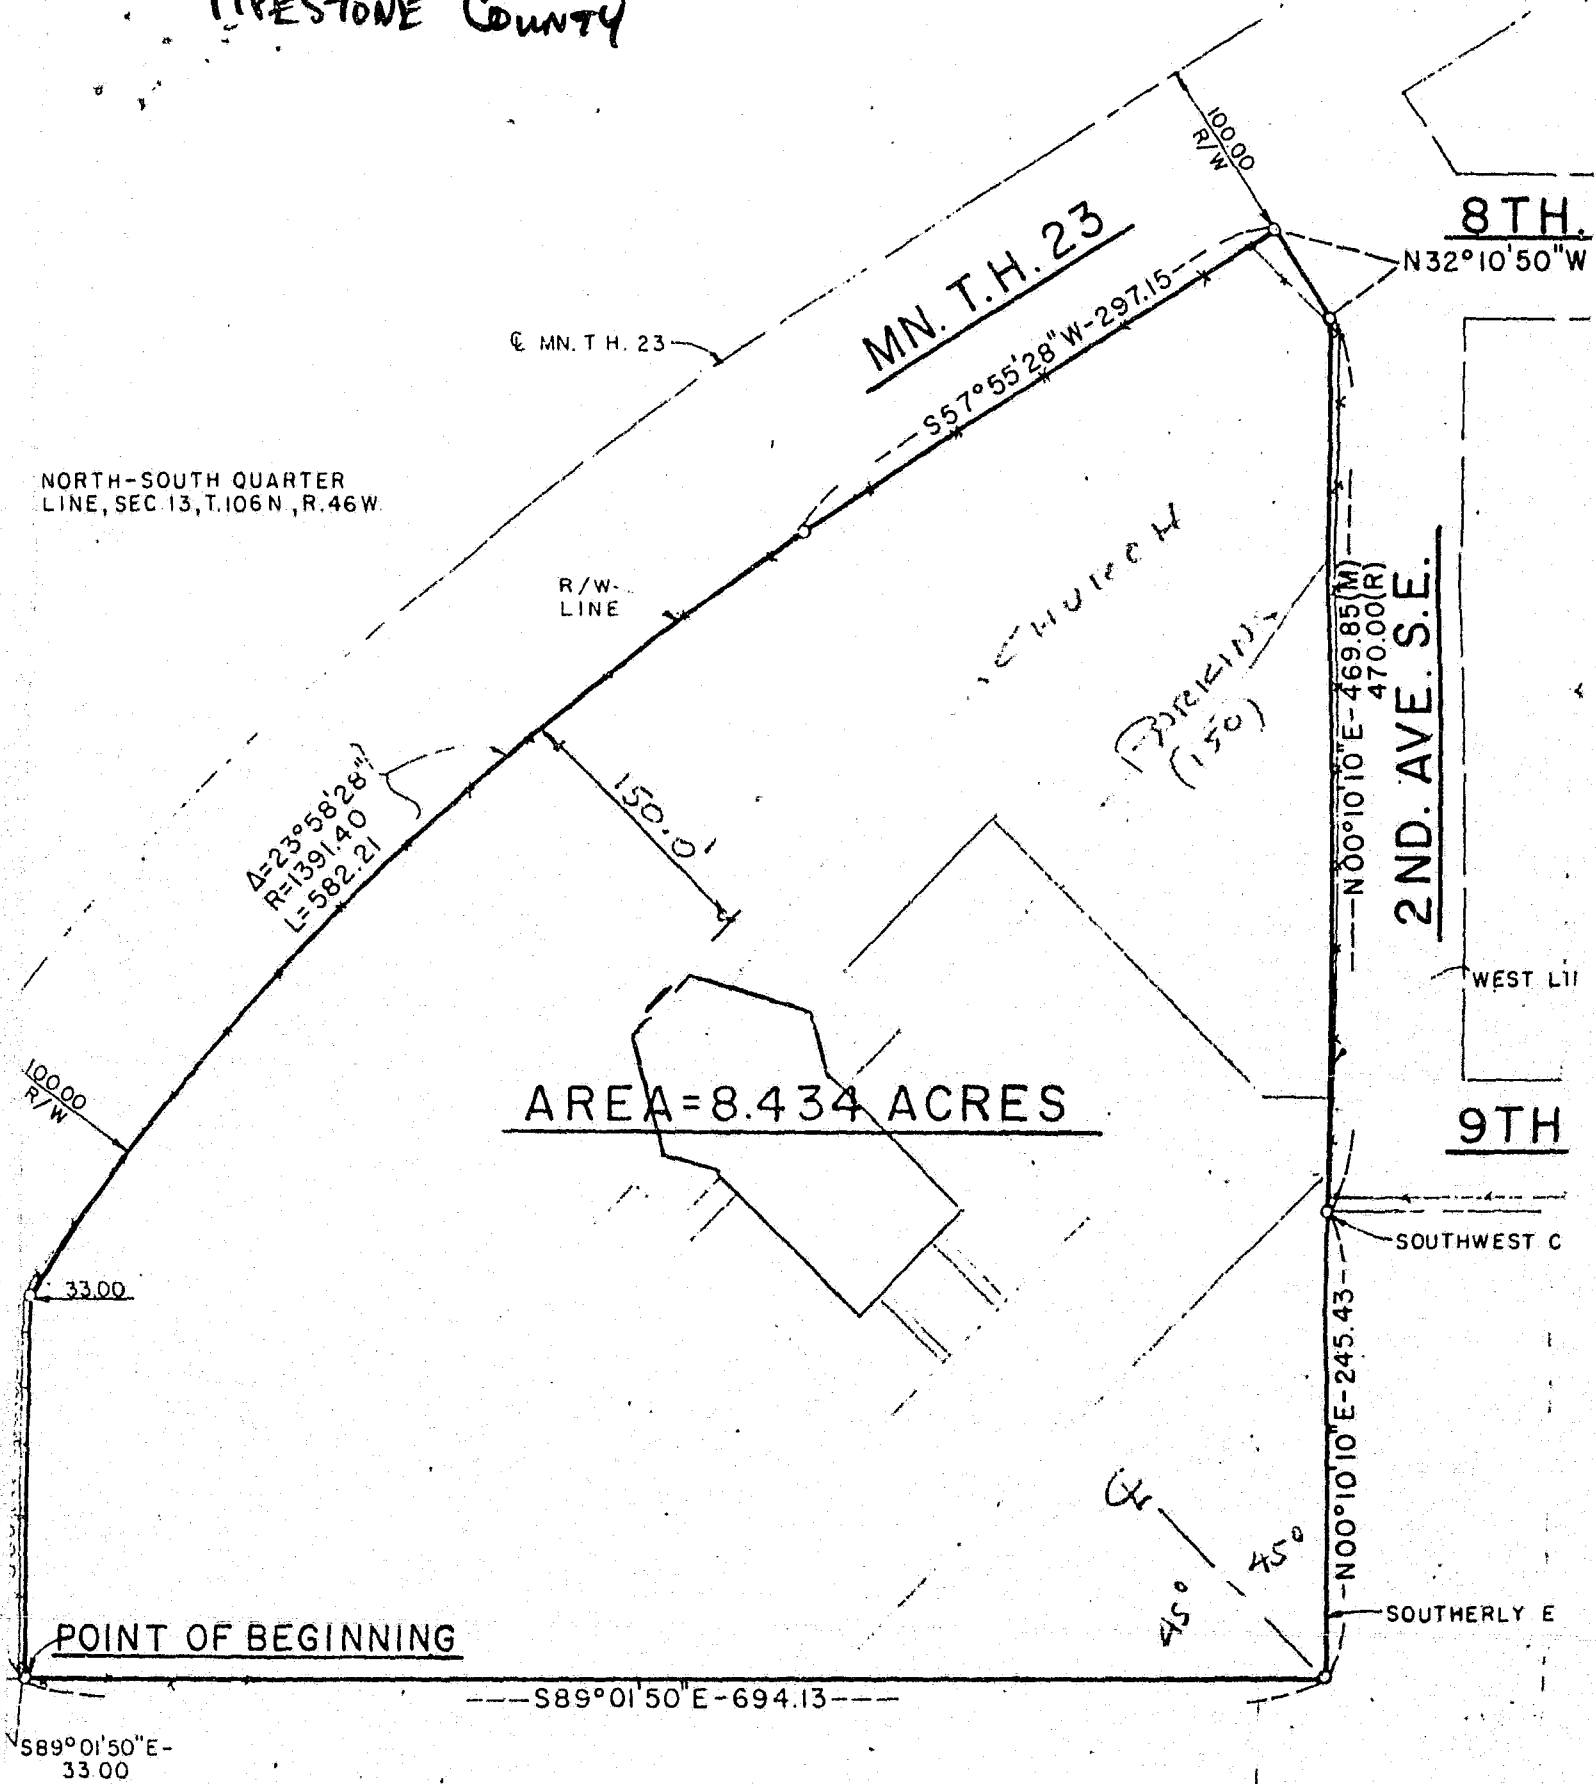 PIPESTONE COUNTY
100.00
R/W
8TH.
N32°10'50"W
MN. T.H. 23
S57°55'28"W-297.15
℄ MN. T H. 23
NORTH-SOUTH QUARTER
LINE, SEC 13, T.106N, R.46W.
R/W
LINE
CHURCH
PARKING
(150)
N00°10'10"E-469.85(M)
470.00(R)
2ND. AVE. S.E.
Δ=23°58'28"
R=1391.40
L=582.21
150.0'
WEST LII
100.00
R/W
AREA=8.434 ACRES
9TH
SOUTHWEST C
33.00
N00°10'10"E-245.43
℄
45°
45°
SOUTHERLY E
POINT OF BEGINNING
S89°01'50"E-694.13
S89°01'50"E-
33.00